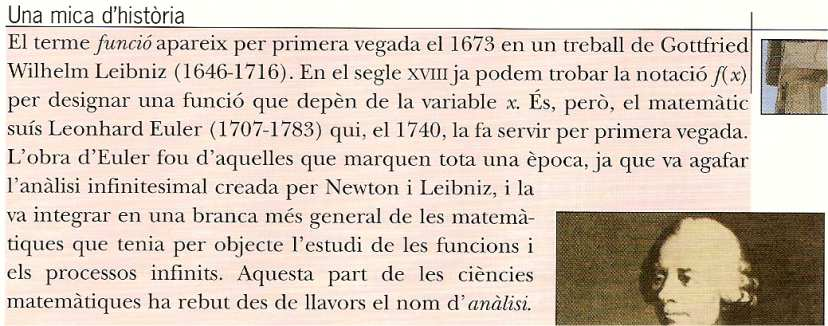 Una mica d'història
El terme funció apareix per primera vegada el 1673 en un treball de Gottfried
Wilhelm Leibniz (1646-1716). En el segle XVIII ja podem trobar la notació f(x)
per designar una funció que depèn de la variable x. És, però, el matemàtic
suís Leonhard Euler (1707-1783) qui, el 1740, la fa servir per primera vegada.
L'obra d'Euler fou d'aquelles que marquen tota una època, ja que va agafar
l'anàlisi infinitesimal creada per Newton i Leibniz, i la
va integrar en una branca més general de les matemà-
tiques que tenia per objecte l'estudi de les funcions i
els processos infinits. Aquesta part de les ciències
matemàtiques ha rebut des de llavors el nom d'anàlisi.